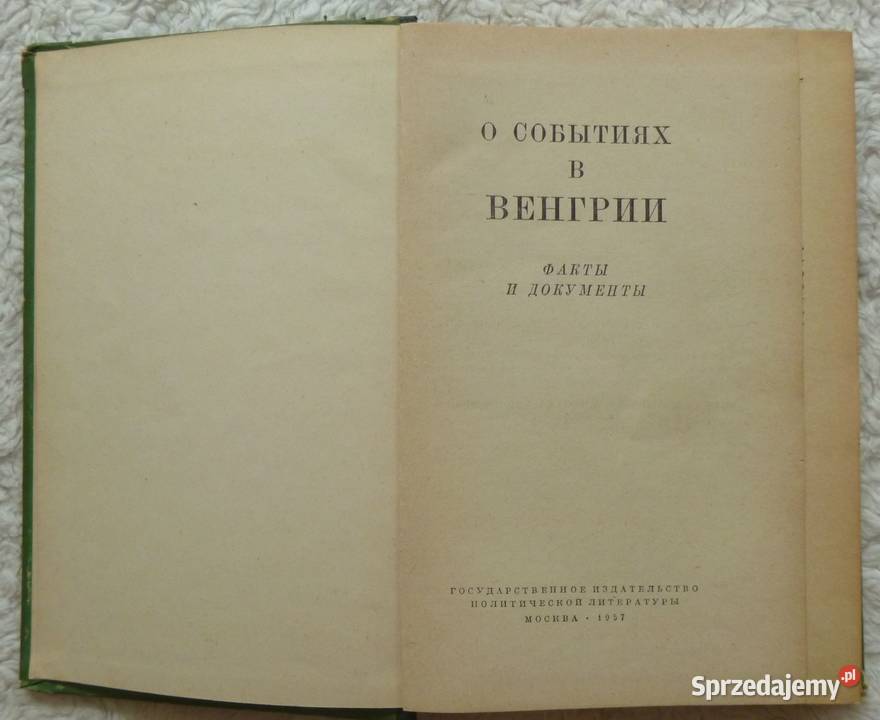 О СОБЫТИЯХ
В
ВЕНГРИИ
ФАКТЫ
И ДОКУМЕНТЫ
ГОСУДАРСТВЕННОЕ ИЗДАТЕЛЬСТВО
ПОЛИТИЧЕСКОЙ ЛИТЕРАТУРЫ
МОСКВА • 1957
Sprzedajemy.pl